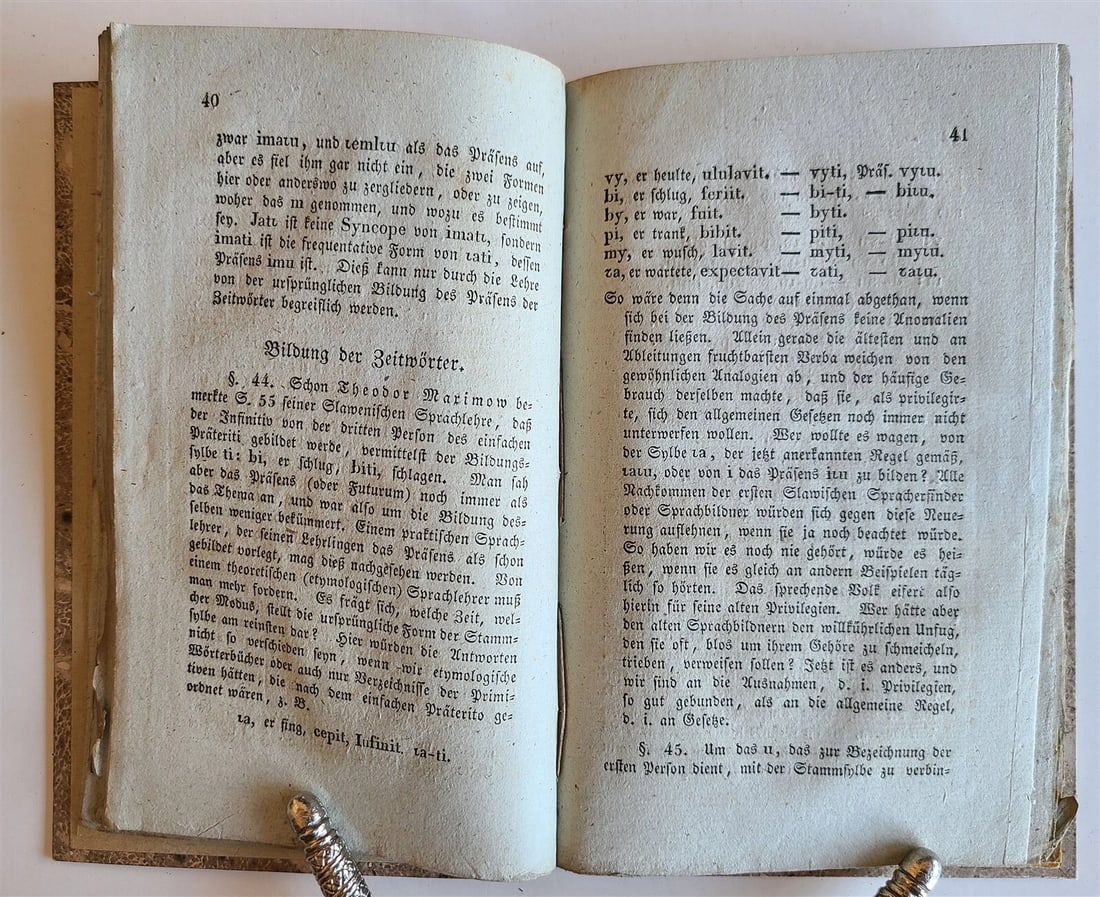 40
zwar imaɩu, und ɩemlɩu als das Präsens auf,
aber es fiel ihm gar nicht ein, die zwei Formen
hier oder anderswo zu zergliedern, oder zu zeigen,
woher das m genommen, und wozu es bestimmt
sey. Jatɩ ist keine Syncope von imatɩ, sondern
imati ist die frequentative Form von ɩati, dessen
Präsens imu ist. Dieß kann nur durch die Lehre
von der ursprünglichen Bildung des Präsens der
Zeitwörter begreiflich werden.
Bildung der Zeitwörter.
§. 44. Schon Theodor Maximow be-
merkte S. 55 seiner Slawenischen Sprachlehre, daß
der Infinitiv von der dritten Person des einfachen
Präteriti gebildet werde, vermittelst der Bildungs-
sylbe ti: bi, er schlug, biti, schlagen. Man sah
aber das Präsens (oder Futurum) noch immer als
das Thema an, und war also um die Bildung des-
selben weniger bekümmert. Einem praktischen Sprach-
lehrer, der seinen Lehrlingen das Präsens als schon
gebildet vorlegt, mag dieß nachgesehen werden. Von
einem theoretischen (etymologischen) Sprachlehrer muß
man mehr fordern. Es frägt sich, welche Zeit, wel-
cher Modus, stellt die ursprüngliche Form der Stamm-
sylbe am reinsten dar? Hier würden die Antworten
nicht so verschieden seyn, wenn wir etymologische
Wörterbücher oder auch nur Verzeichnisse der Primi-
tiven hätten, die nach dem einfachen Präterito ge-
ordnet wären, z. B.
ɩa, er fing, cepit, Infinit. ɩa-ti.
41
vy, er heulte, ululavit. — vyti, Präs. vyɩu.
bi, er schlug, feriit. — bi-ti, — biɩu.
by, er war, fuit. — byti.
pi, er trank, bibit. — piti, — piɩu.
my, er wusch, lavit. — myti, — myɩu.
ꞇa, er wartete, expectavit— ꞇati, — ꞇaɩu.
So wäre denn die Sache auf einmal abgethan, wenn
sich bei der Bildung des Präsens keine Anomalien
finden ließen. Allein gerade die ältesten und an
Ableitungen fruchtbarsten Verba weichen von den
gewöhnlichen Analogien ab, und der häufige Ge-
brauch derselben machte, daß sie, als privilegir-
te, sich den allgemeinen Gesetzen noch immer nicht
unterwerfen wollen. Wer wollte es wagen, von
der Sylbe ɩa, der jetzt anerkannten Regel gemäß,
ɩaɩu, oder von i das Präsens iɩu zu bilden? Alle
Nachkommen der ersten Slawischen Spracherfinder
oder Sprachbildner würden sich gegen diese Neue-
rung auflehnen, wenn sie ja noch beachtet würde.
So haben wir es noch nie gehört, würde es hei-
ßen, wenn sie es gleich an andern Beispielen täg-
lich so hörten. Das sprechende Volk eifert also
hierin für seine alten Privilegien. Wer hätte aber
den alten Sprachbildnern den willkührlichen Unfug,
den sie oft, blos um ihrem Gehöre zu schmeicheln,
trieben, verweisen sollen? Jetzt ist es anders, und
wir sind an die Ausnahmen, d. i. Privilegien,
so gut gebunden, als an die allgemeine Regel,
d. i. an Gesetze.
§. 45. Um das u, das zur Bezeichnung der
ersten Person dient, mit der Stammsylbe zu verbin-